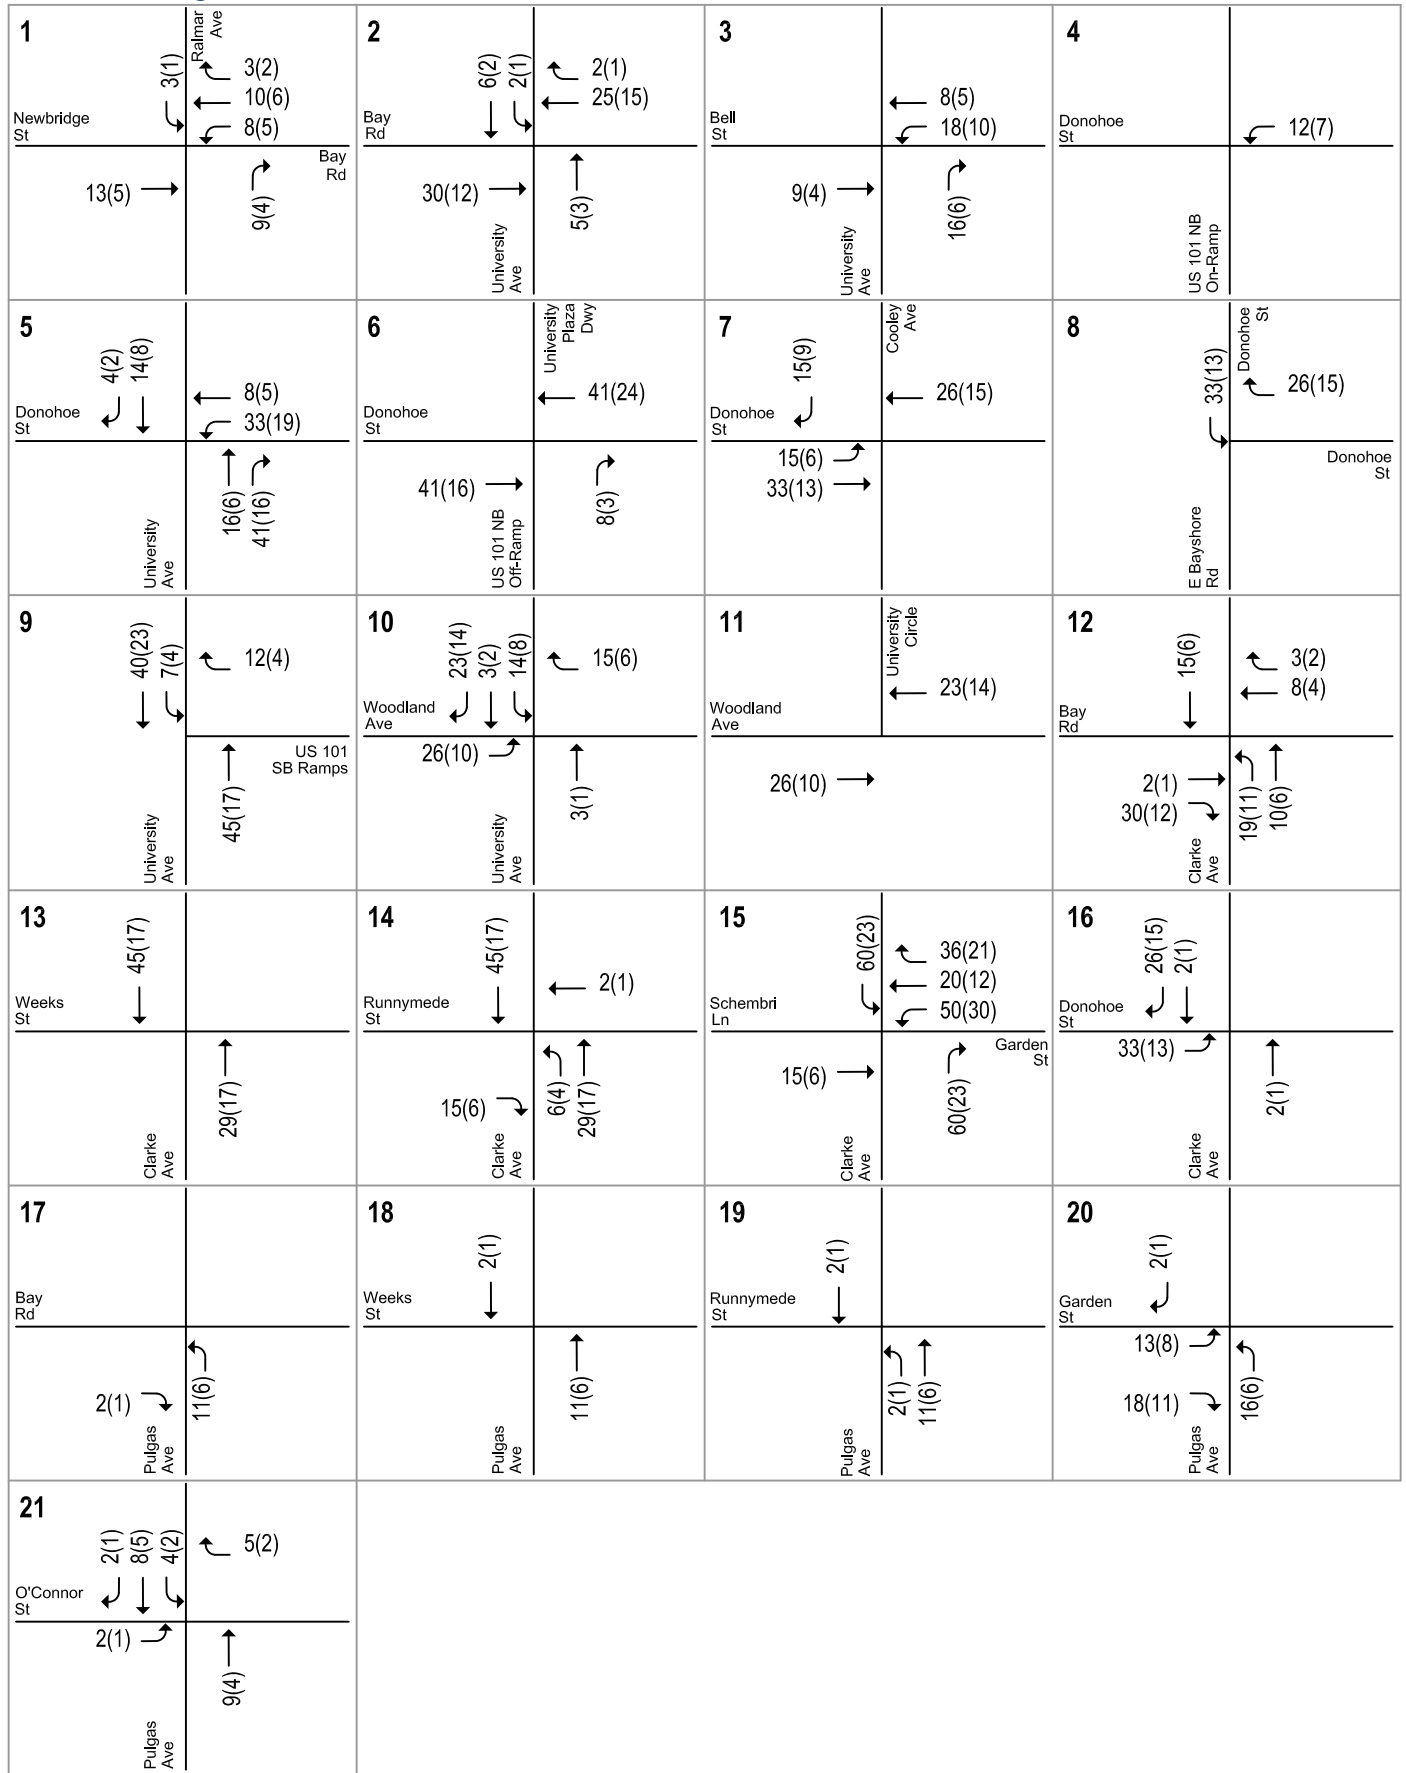 1
Ralmar
Ave
3(1)
3(2)
10(6)
8(5)
Newbridge
St
Bay
Rd
13(5)
9(4)
2
6(2)
2(1)
2(1)
25(15)
Bay
Rd
30(12)
5(3)
University
Ave
3
8(5)
18(10)
Bell
St
9(4)
16(6)
University
Ave
4
Donohoe
St
12(7)
US 101 NB
On-Ramp
5
4(2)
14(8)
8(5)
33(19)
Donohoe
St
16(6)
41(16)
University
Ave
6
University
Plaza
Dwy
41(24)
Donohoe
St
41(16)
8(3)
US 101 NB
Off-Ramp
7
Cooley
Ave
15(9)
26(15)
Donohoe
St
15(6)
33(13)
8
Donohoe
St
33(13)
26(15)
Donohoe
St
E Bayshore
Rd
9
40(23)
7(4)
12(4)
US 101
SB Ramps
45(17)
University
Ave
10
23(14)
3(2)
14(8)
15(6)
Woodland
Ave
26(10)
3(1)
University
Ave
11
University
Circle
23(14)
Woodland
Ave
26(10)
12
15(6)
3(2)
8(4)
Bay
Rd
2(1)
30(12)
19(11)
10(6)
Clarke
Ave
13
45(17)
Weeks
St
29(17)
Clarke
Ave
14
45(17)
2(1)
Runnymede
St
15(6)
6(4)
29(17)
Clarke
Ave
15
60(23)
36(21)
20(12)
50(30)
Schembri
Ln
Garden
St
15(6)
60(23)
Clarke
Ave
16
26(15)
2(1)
Donohoe
St
33(13)
2(1)
Clarke
Ave
17
Bay
Rd
2(1)
11(6)
Pulgas
Ave
18
2(1)
Weeks
St
11(6)
Pulgas
Ave
19
2(1)
Runnymede
St
2(1)
11(6)
Pulgas
Ave
20
2(1)
Garden
St
13(8)
18(11)
16(6)
Pulgas
Ave
21
2(1)
8(5)
4(2)
5(2)
O'Connor
St
2(1)
9(4)
Pulgas
Ave